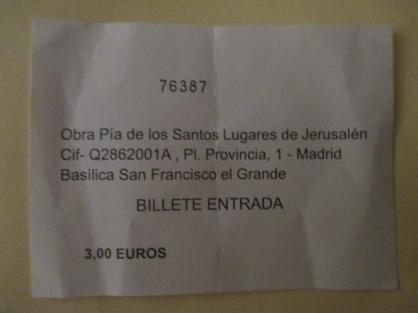 76387
Obra Pía de los Santos Lugares de Jerusalén
Cif- Q2862001A , Pl. Provincia, 1 - Madrid
Basílica San Francisco el Grande
BILLETE ENTRADA
3,00 EUROS